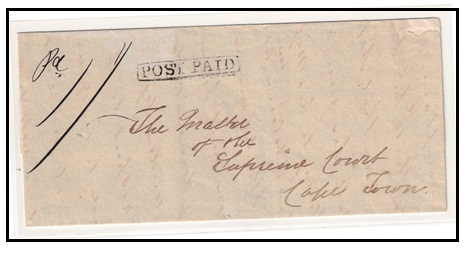 Pd
POST PAID
The Master
of the
Supreme Court
Cape Town.